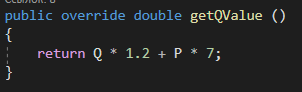 public override double getQValue ()
{
return Q * 1.2 + P * 7;
}